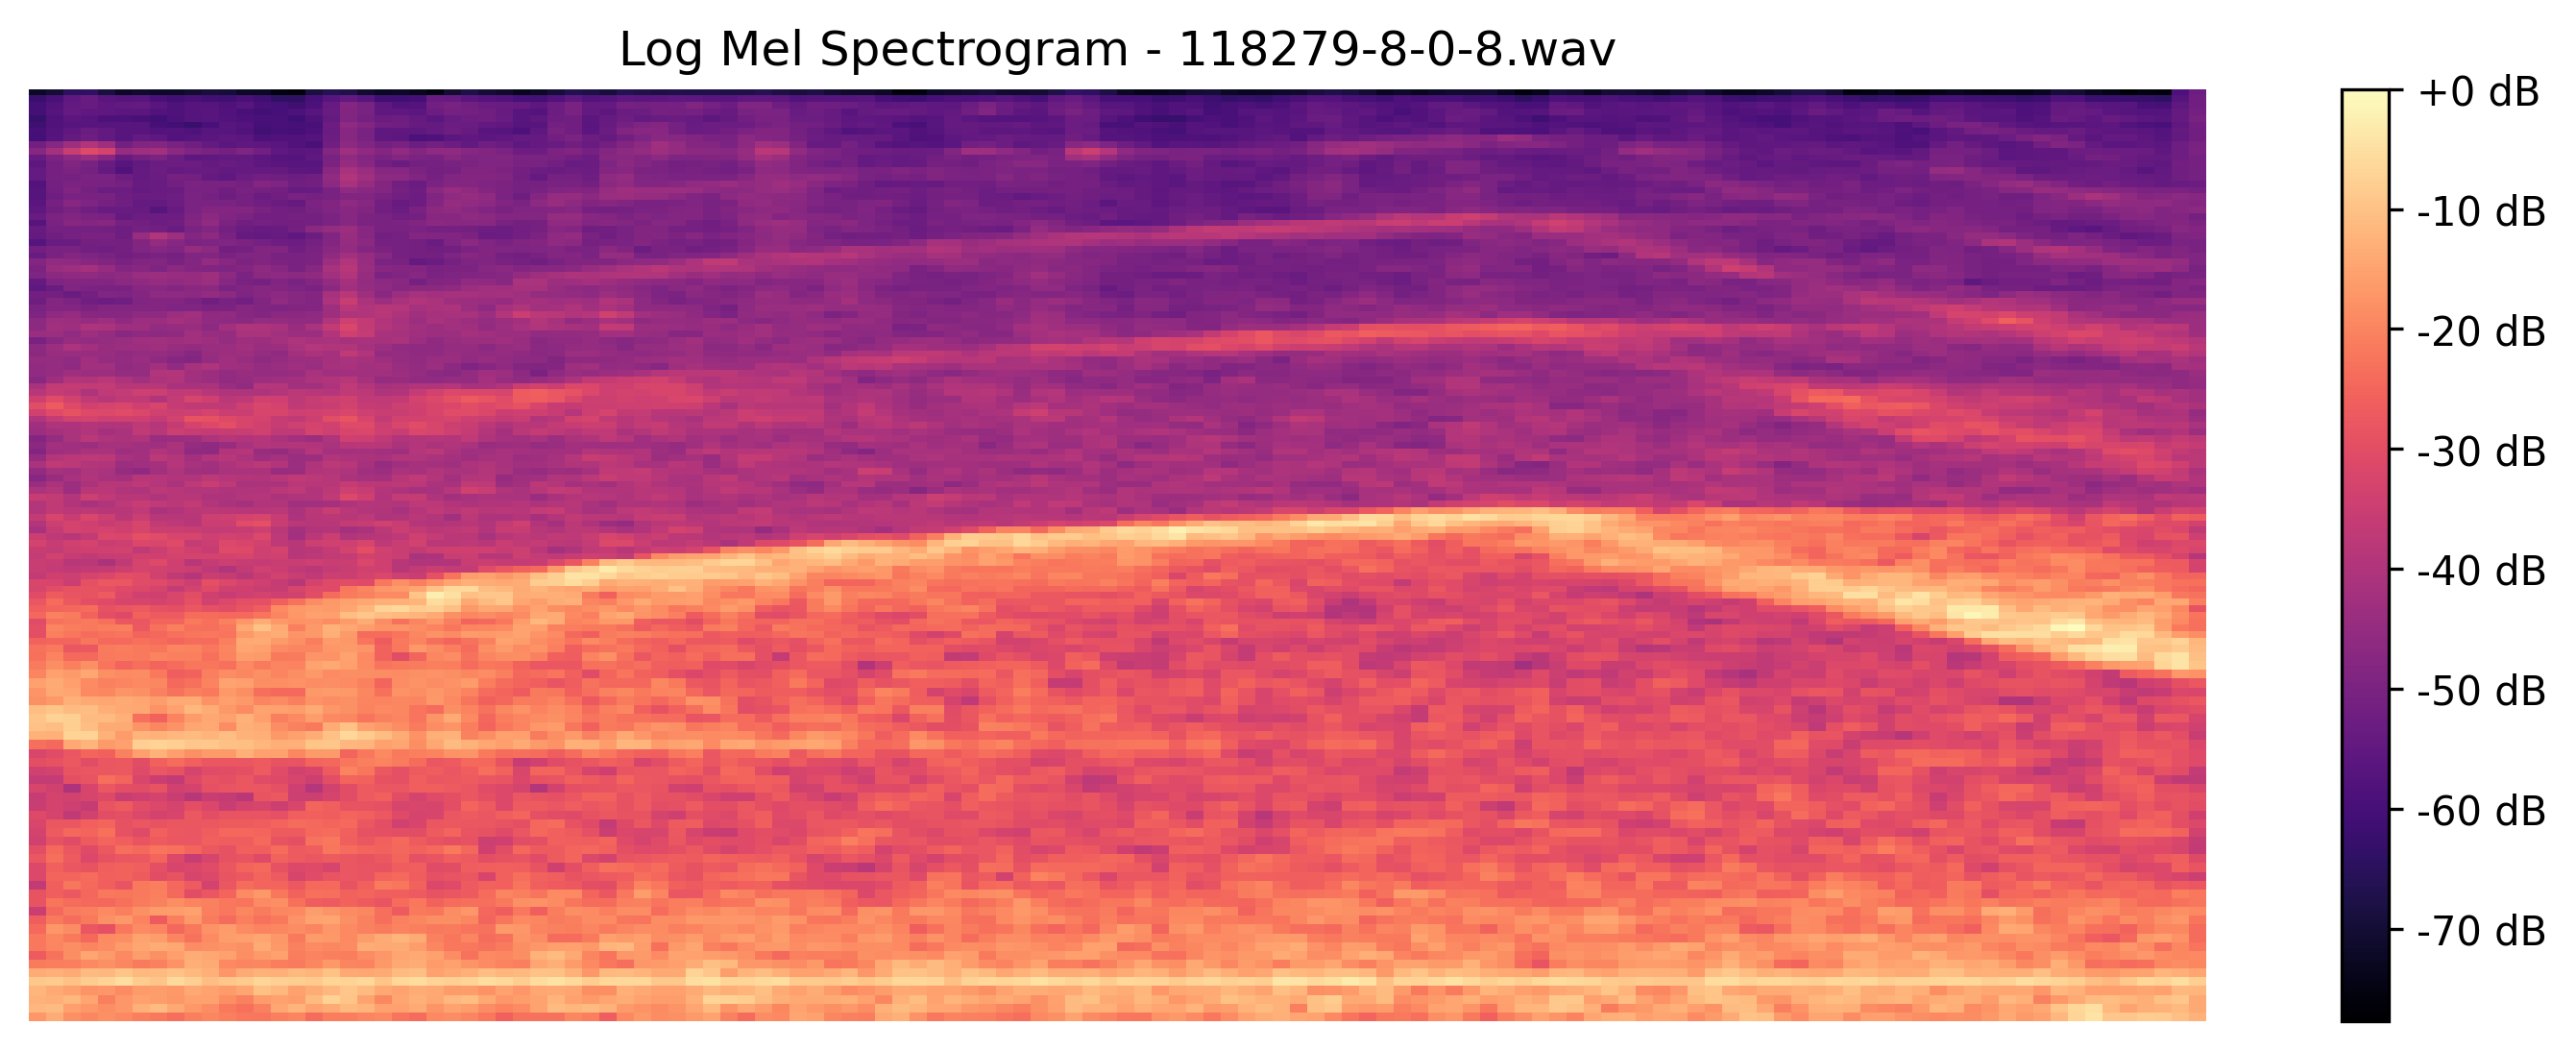 Log Mel Spectrogram - 118279-8-0-8.wav
+0 dB
-10 dB
-20 dB
-30 dB
-40 dB
-50 dB
-60 dB
-70 dB